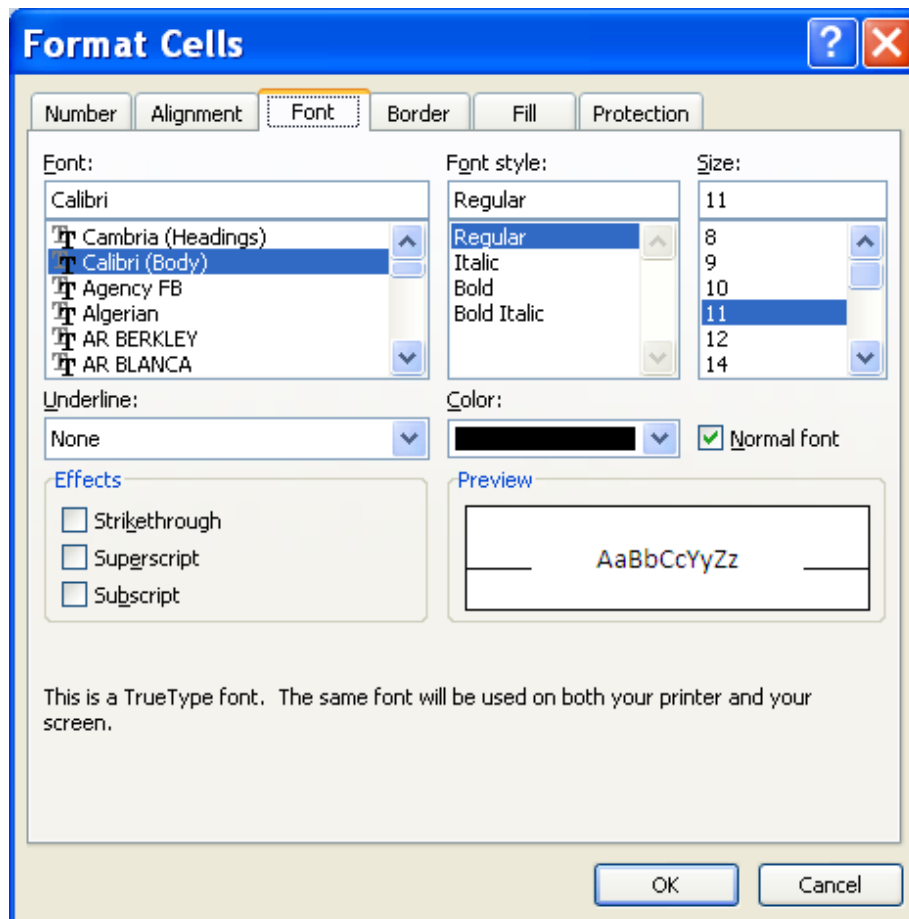 Format Cells
Number Alignment Font Border Fill Protection
Font: Font style: Size:
Calibri Regular 11
Cambria (Headings) Regular 8
Calibri (Body) Italic 9
Agency FB Bold 10
Algerian Bold Italic 11
AR BERKLEY 12
AR BLANCA 14
Underline: Color:
None Normal font
Effects Preview
Strikethrough
Superscript AaBbCcYyZz
Subscript
This is a TrueType font. The same font will be used on both your printer and your
screen.
OK Cancel